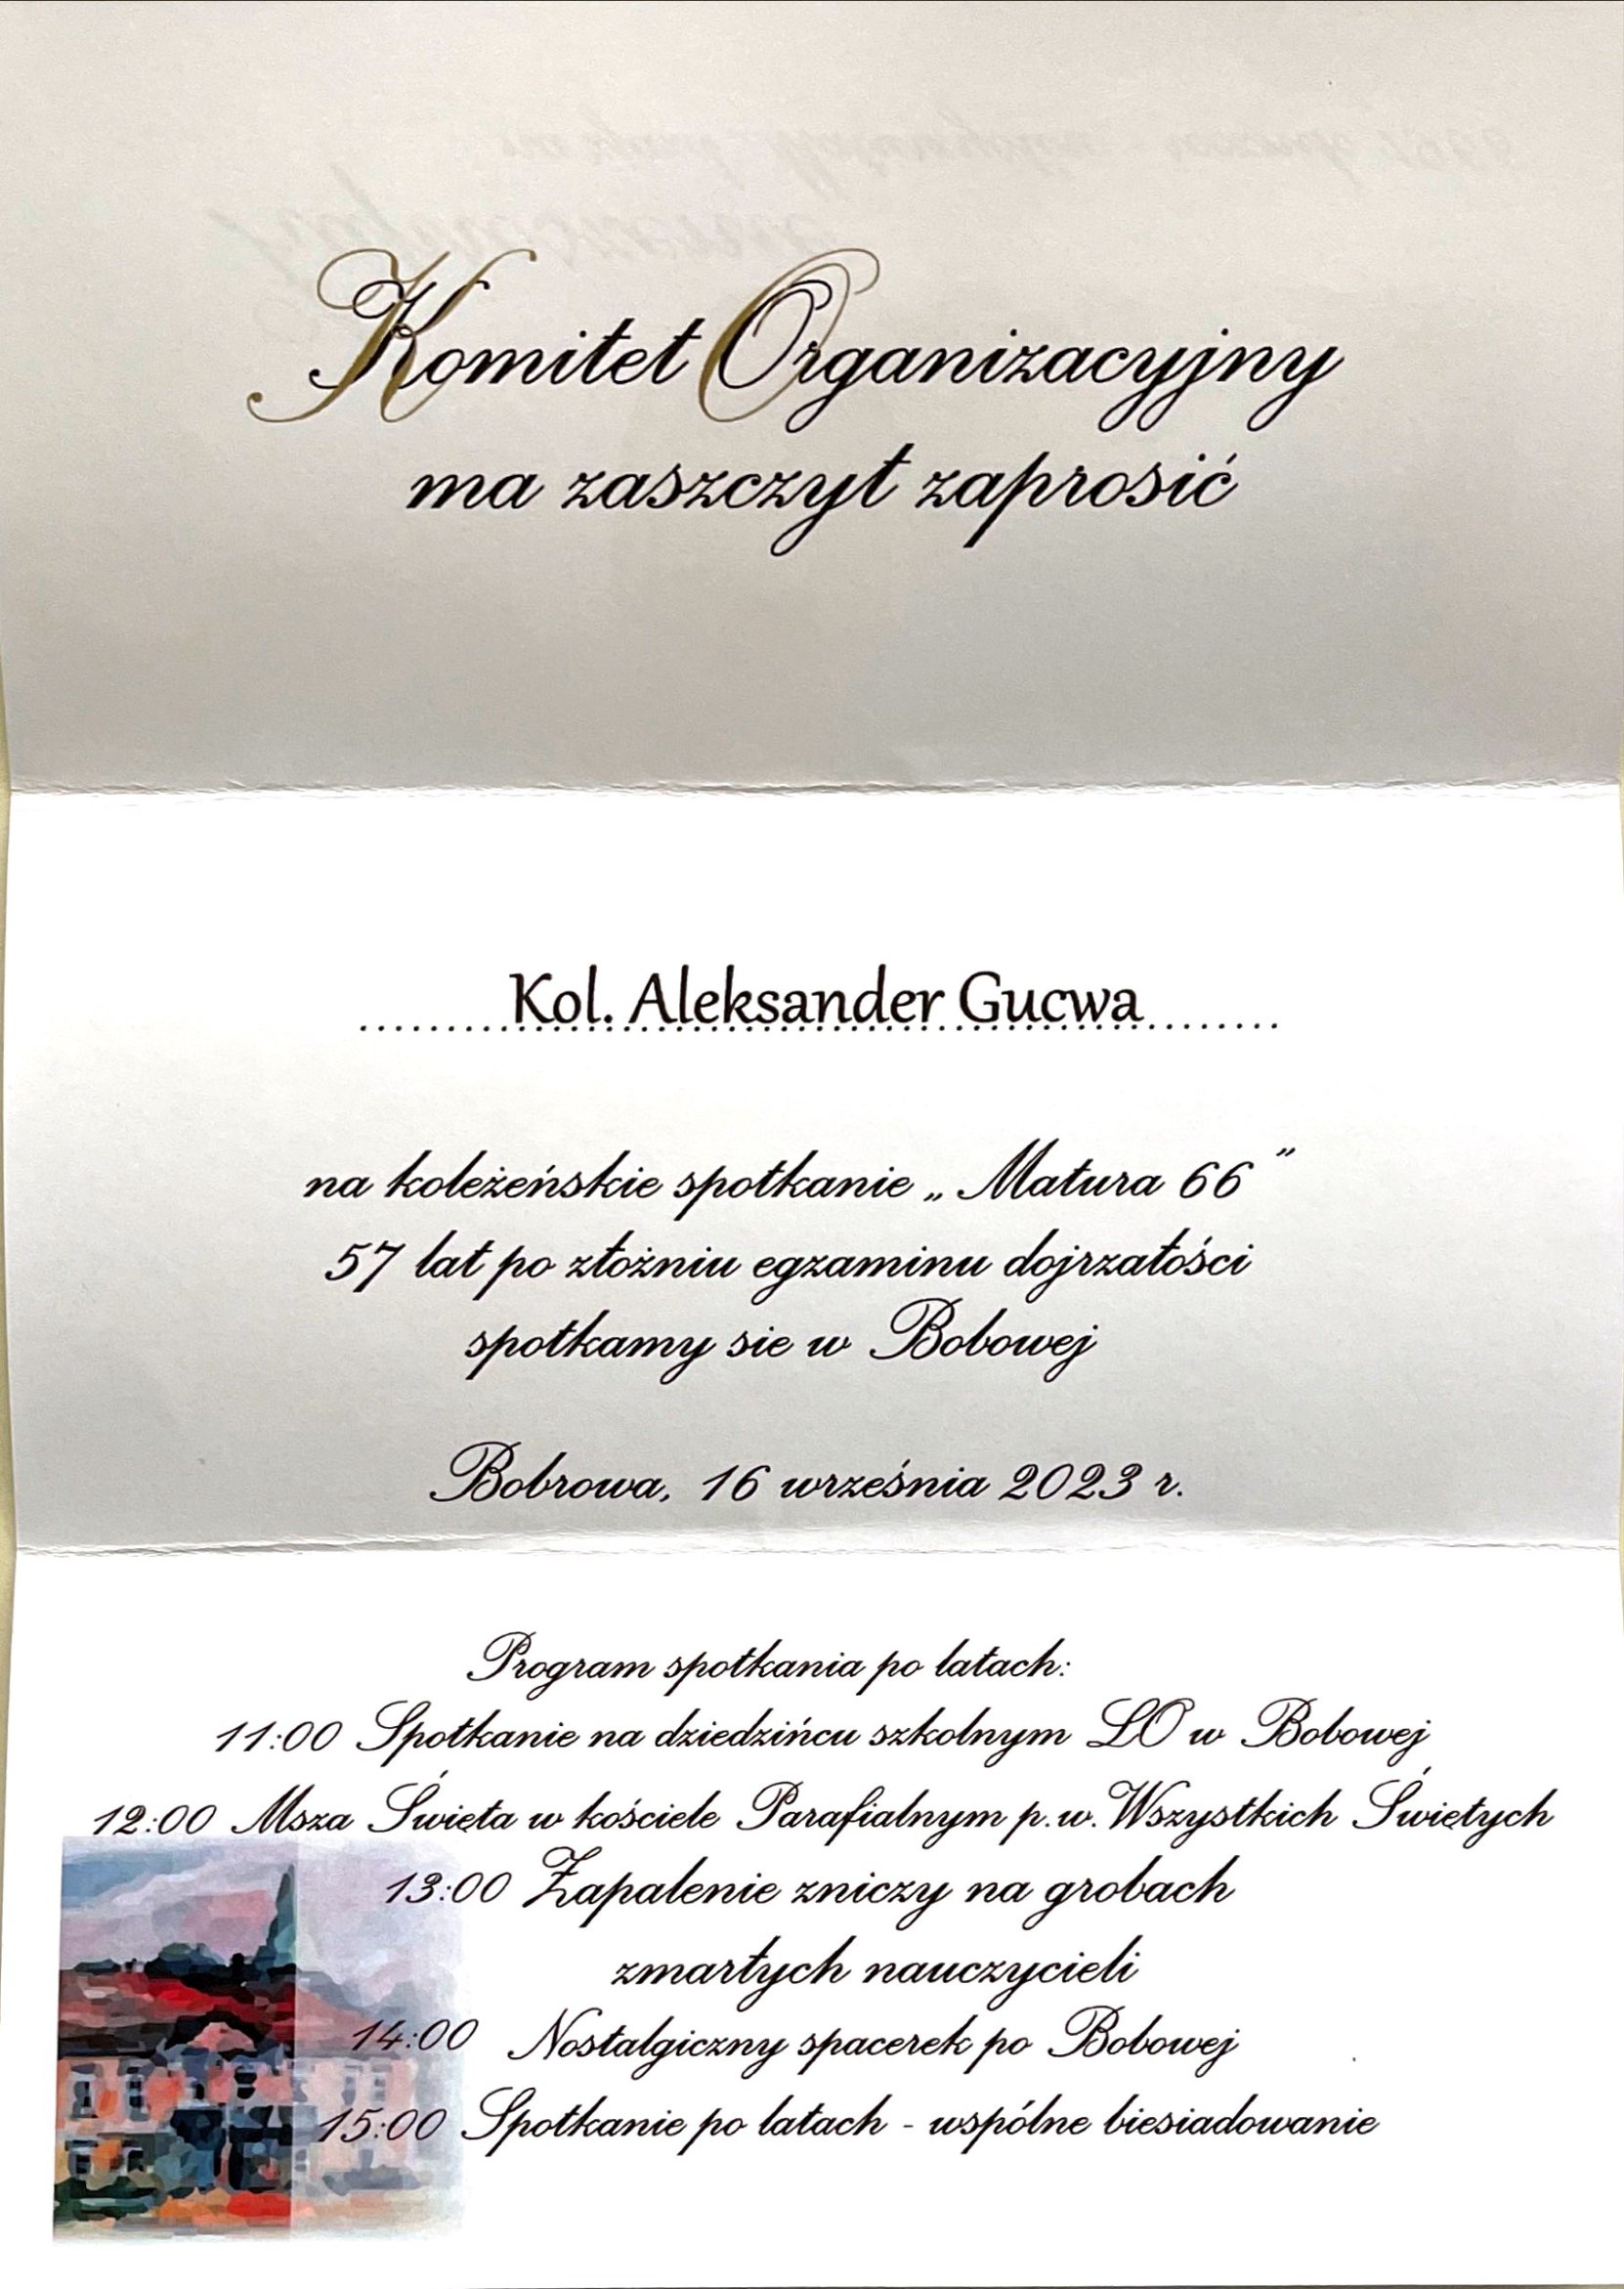 Komitet Organizacyjny
ma zaszczyt zaprosić
Kol. Aleksander Gucwa
na koleżeńskie spotkanie „Matura 66”
57 lat po złożniu egzaminu dojrzałości
spotkamy sie w Bobowej
Bobrowa, 16 września 2023 r.
Program spotkania po latach:
11:00 Spotkanie na dziedzińcu szkolnym LO w Bobowej
12:00 Msza Święta w kościele Parafialnym p.w. Wszystkich Świętych
13:00 Zapalenie zniczy na grobach
zmarłych nauczycieli
14:00 Nostalgiczny spacerek po Bobowej
15:00 Spotkanie po latach - wspólne biesiadowanie